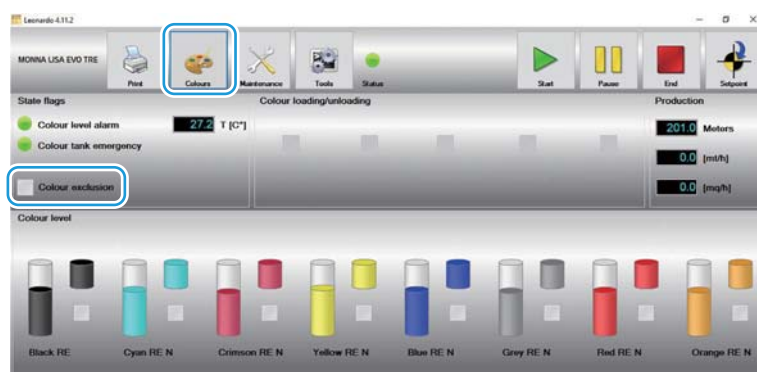 Leonardo 4.11.2
MONNA LISA EVO TRE
Print
Colours
Maintenance
Tools
Status
Start
Pause
End
Setpoint
State flags
Colour loading/unloading
Production
Colour level alarm
27.2 T [C°]
201.0 Meters
Colour tank emergency
0.0 [mt/h]
Colour exclusion
0.0 [mq/h]
Colour level
Black RE
Cyan RE N
Crimson RE N
Yellow RE N
Blue RE N
Grey RE N
Red RE N
Orange RE N